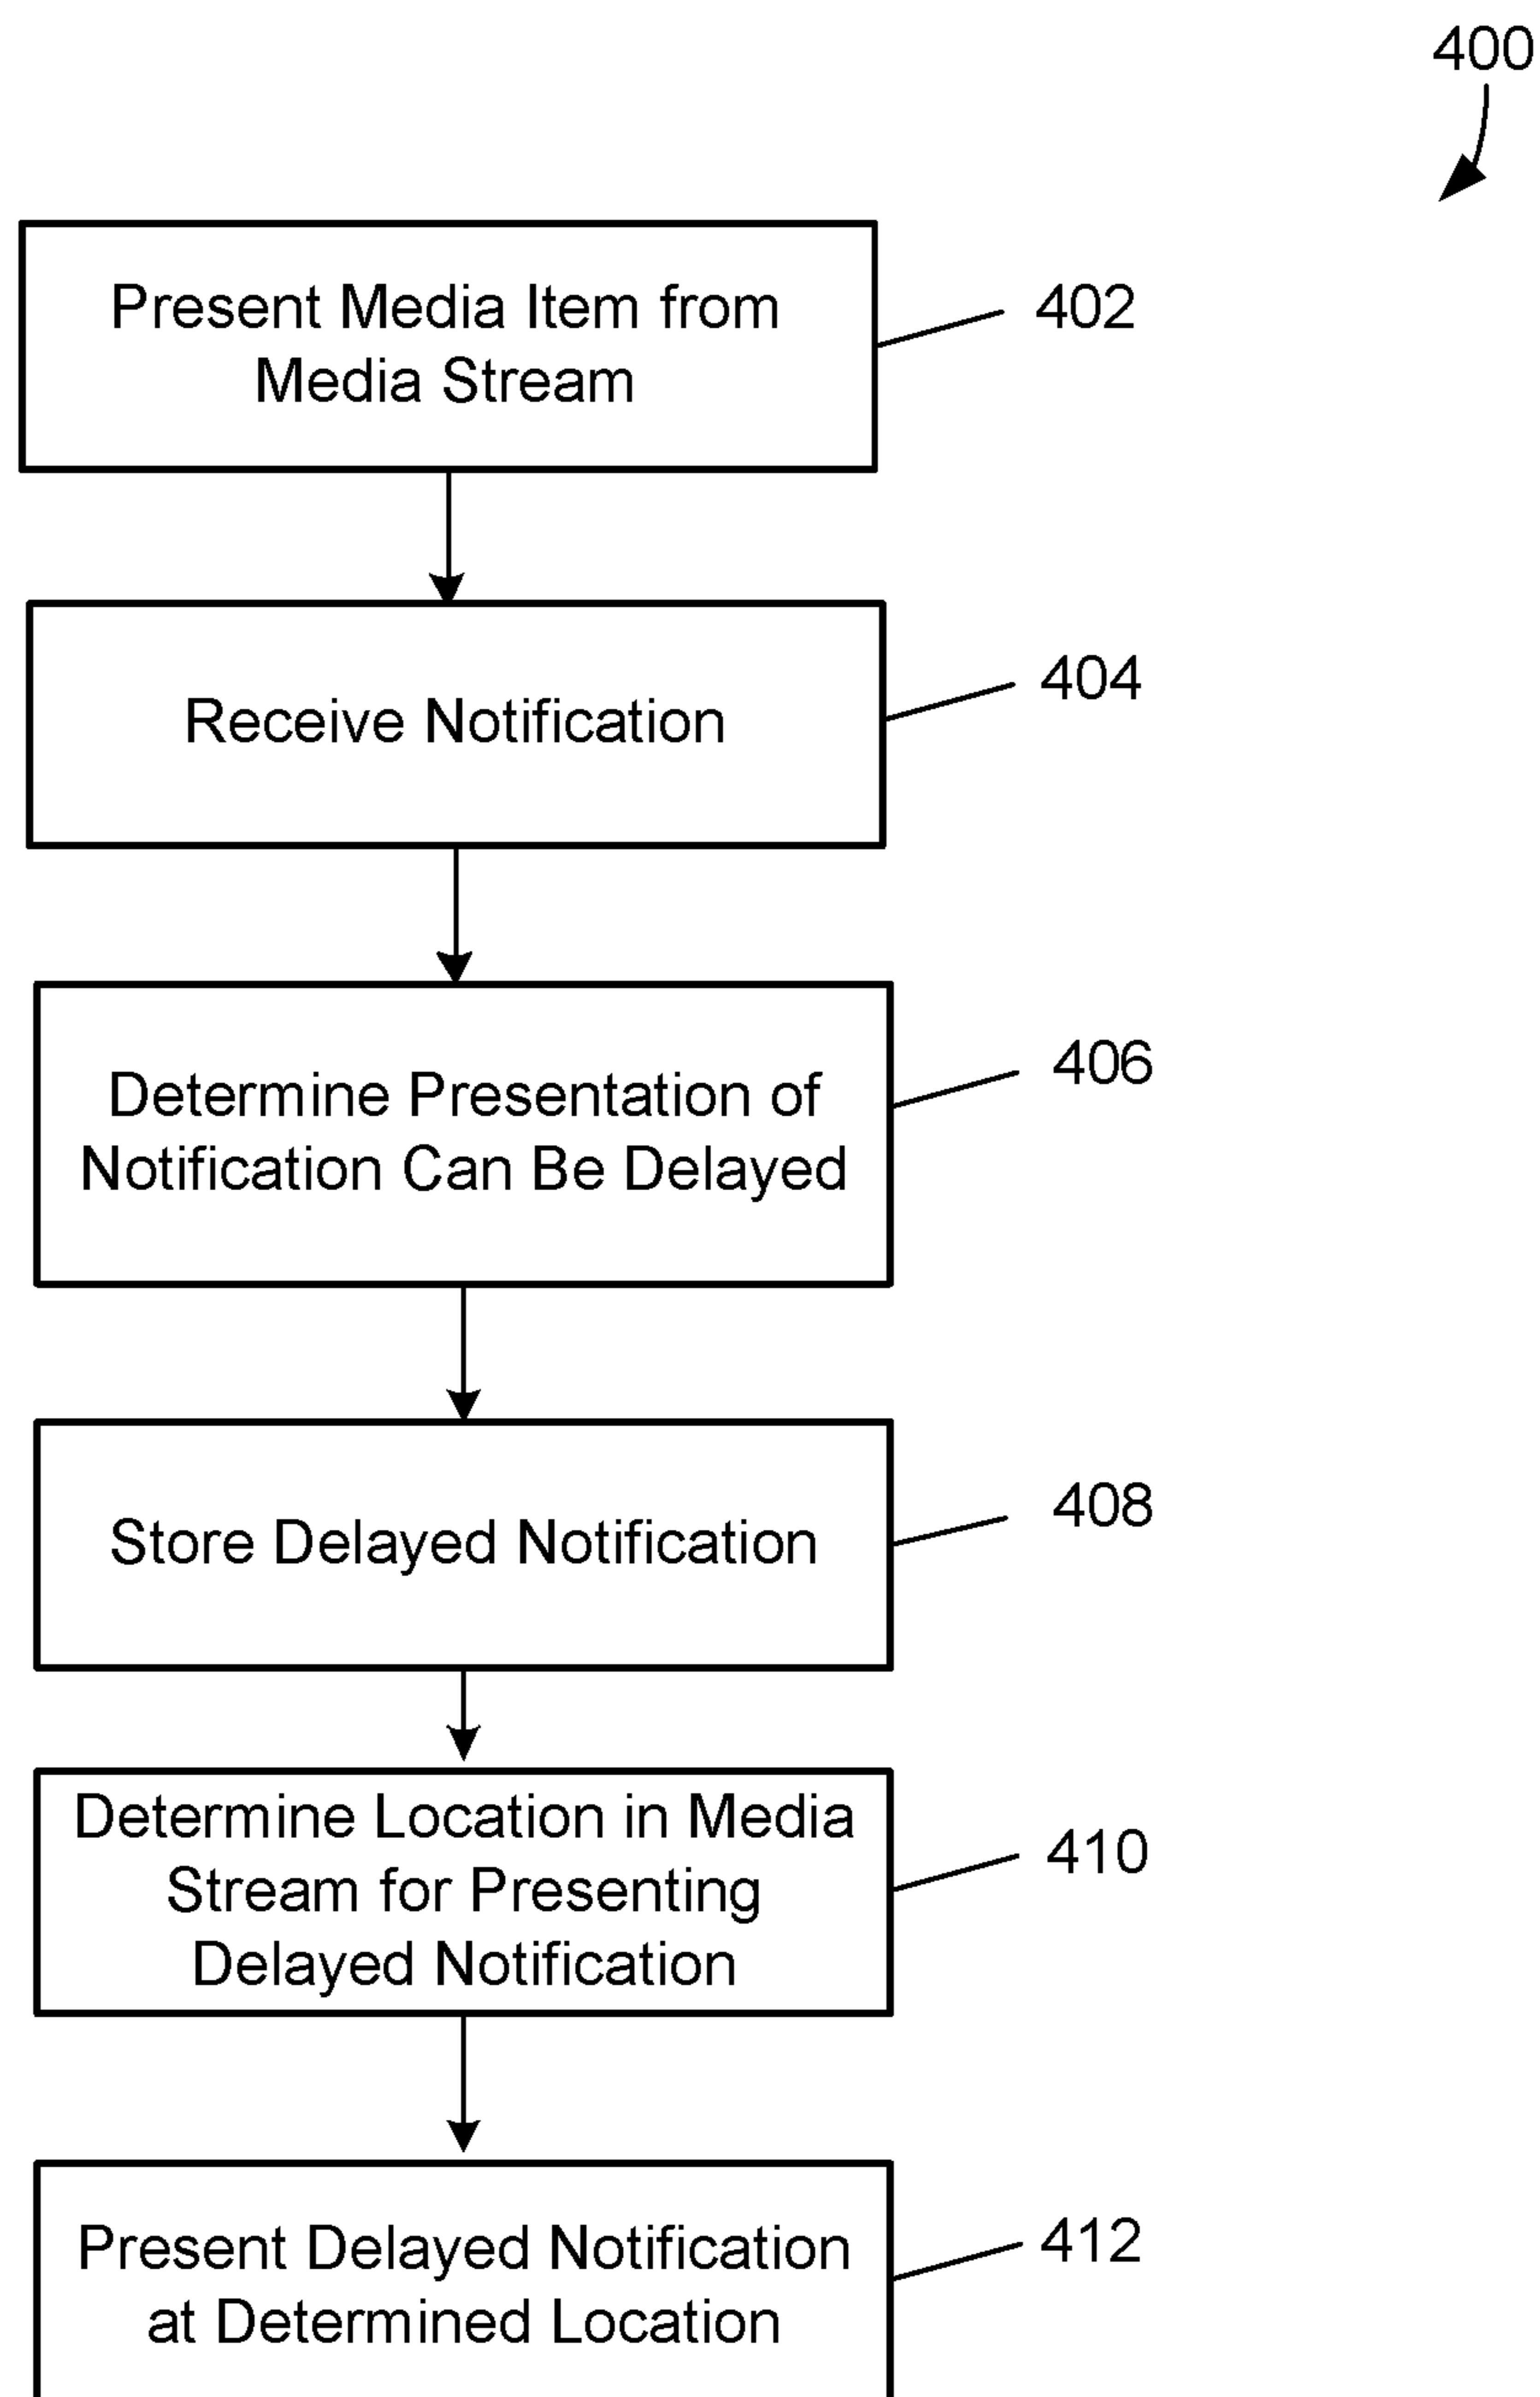 400
Present Media Item from
Media Stream
402
Receive Notification
404
Determine Presentation of
Notification Can Be Delayed
406
Store Delayed Notification
408
Determine Location in Media
Stream for Presenting
Delayed Notification
410
Present Delayed Notification
at Determined Location
412